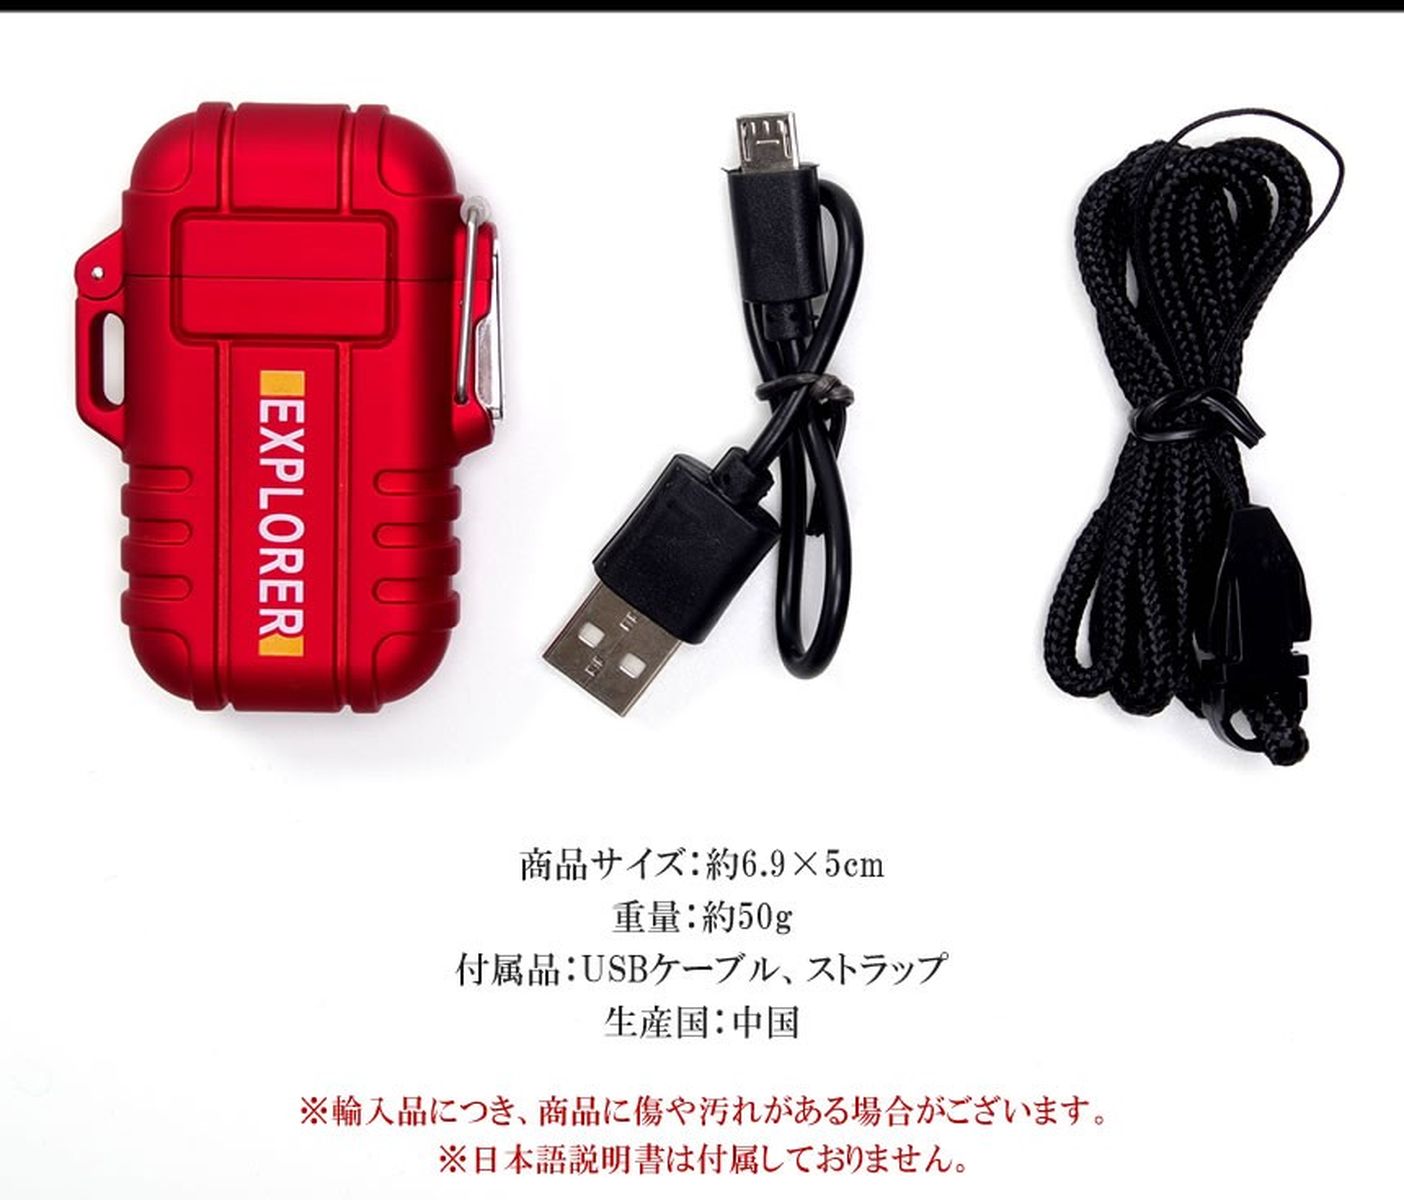 EXPLORER
商品サイズ：約6.9×5cm
重量：約50g
付属品：USBケーブル、ストラップ
生産国：中国
※輸入品につき、商品に傷や汚れがある場合がございます。
※日本語説明書は付属しておりません。